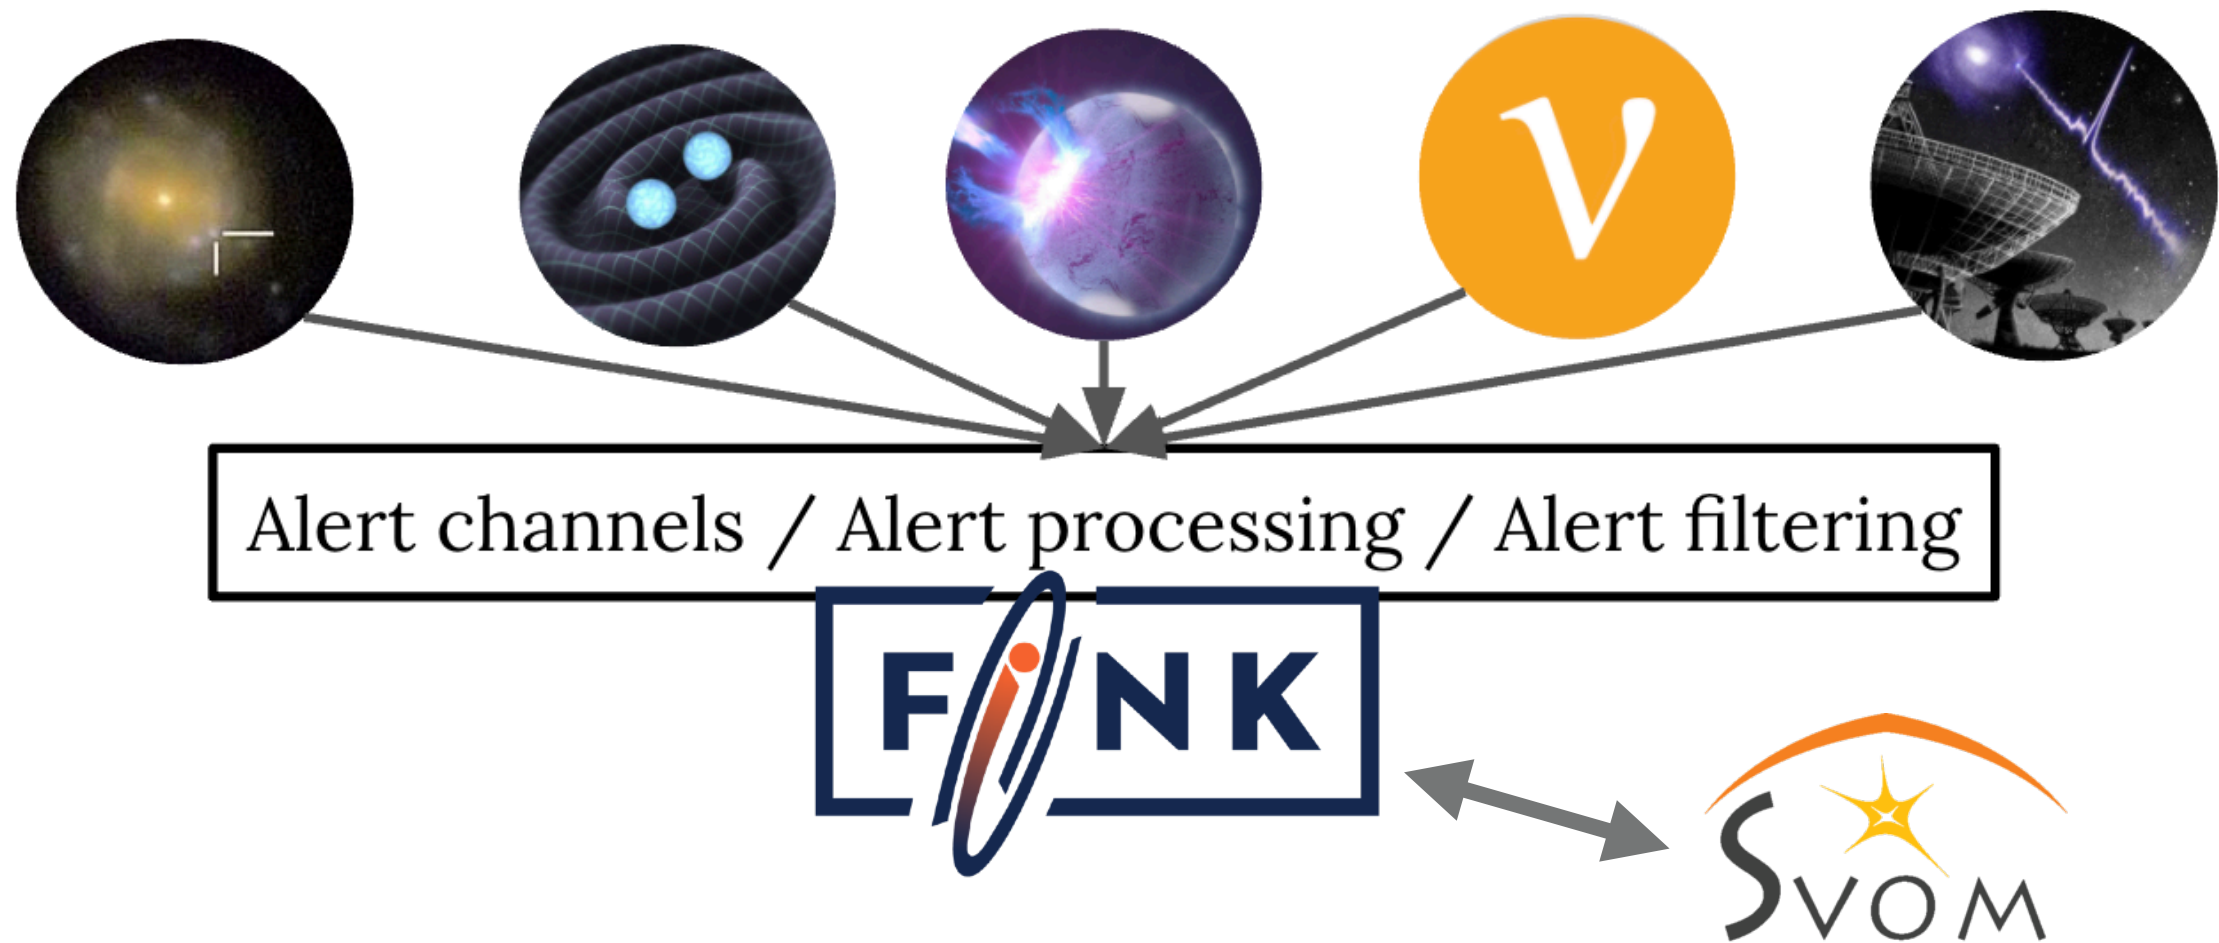 ν
Alert channels / Alert processing / Alert filtering
FiNK
SVOM